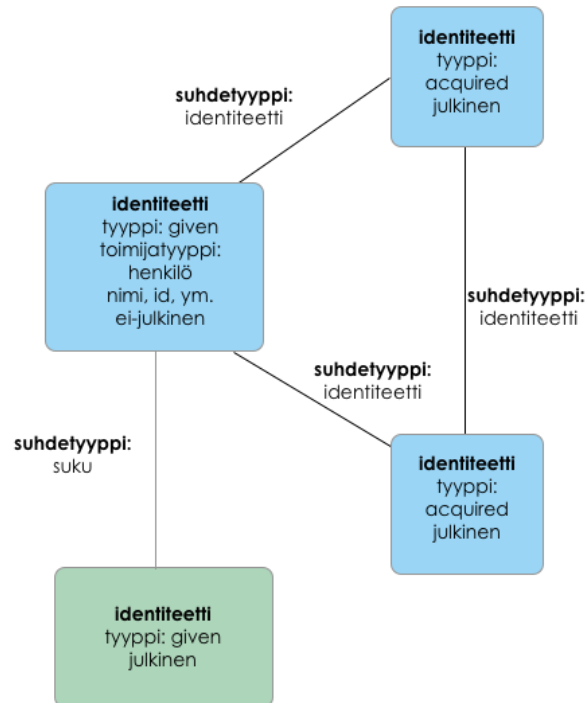 identiteetti
tyyppi:
acquired
julkinen
suhdetyyppi:
identiteetti
identiteetti
tyyppi: given
toimijatyyppi:
henkilö
nimi, id, ym.
ei-julkinen
suhdetyyppi:
identiteetti
suhdetyyppi:
identiteetti
suhdetyyppi:
suku
identiteetti
tyyppi:
acquired
julkinen
identiteetti
tyyppi: given
julkinen